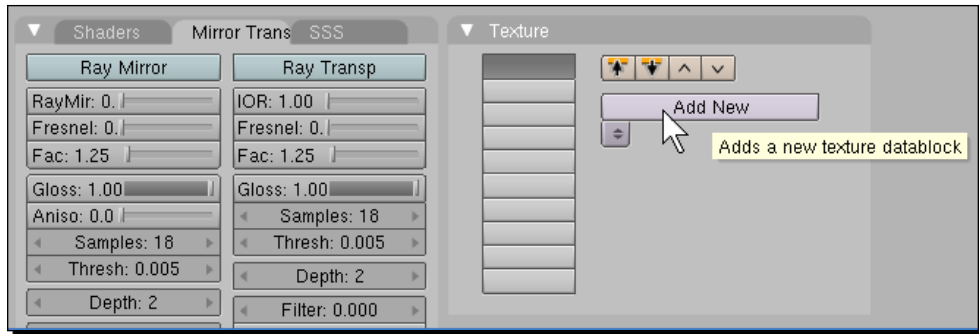 Shaders
Mirror Trans
SSS
Ray Mirror
RayMir: 0.
Fresnel: 0.
Fac: 1.25
Gloss: 1.00
Aniso: 0.0
Samples: 18
Thresh: 0.005
Depth: 2
Ray Transp
IOR: 1.00
Fresnel: 0.
Fac: 1.25
Gloss: 1.00
Samples: 18
Thresh: 0.005
Depth: 2
Filter: 0.000
Texture
Add New
Adds a new texture datablock